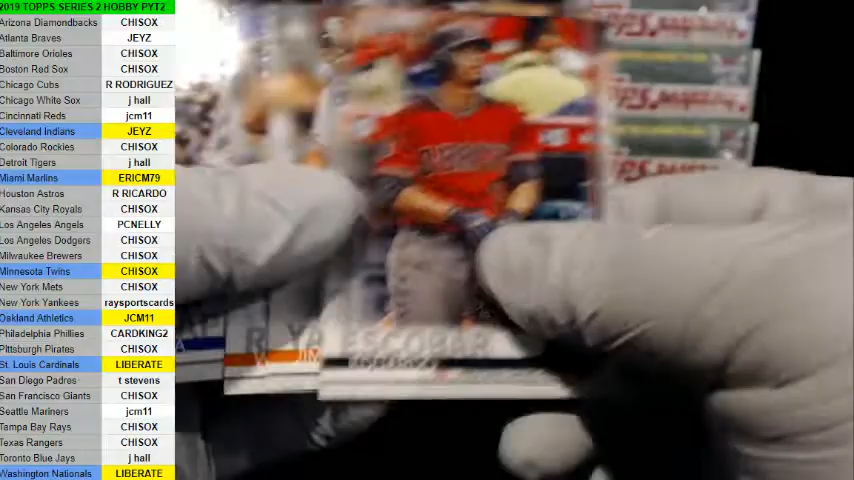 2019 TOPPS SERIES 2 HOBBY PYT2
Arizona Diamondbacks CHISOX
Atlanta Braves JEYZ
Baltimore Orioles CHISOX
Boston Red Sox CHISOX
Chicago Cubs R RODRIGUEZ
Chicago White Sox j hall
Cincinnati Reds jcm11
Cleveland Indians JEYZ
Colorado Rockies CHISOX
Detroit Tigers j hall
Miami Marlins ERICM79
Houston Astros R RICARDO
Kansas City Royals CHISOX
Los Angeles Angels PCNELLY
Los Angeles Dodgers CHISOX
Milwaukee Brewers CHISOX
Minnesota Twins CHISOX
New York Mets CHISOX
New York Yankees raysportscards
Oakland Athletics JCM11
Philadelphia Phillies CARDKING2
Pittsburgh Pirates CHISOX
St. Louis Cardinals LIBERATE
San Diego Padres t stevens
San Francisco Giants CHISOX
Seattle Mariners jcm11
Tampa Bay Rays CHISOX
Texas Rangers CHISOX
Toronto Blue Jays j hall
Washington Nationals LIBERATE
ESCOBAR